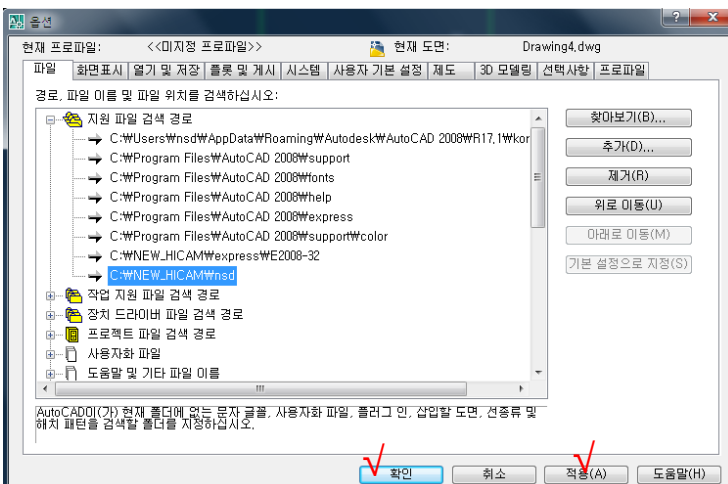 옵션
현재 프로파일: <<미지정 프로파일>> 현재 도면: Drawing4.dwg
파일 화면표시 열기 및 저장 플롯 및 게시 시스템 사용자 기본 설정 제도 3D 모델링 선택사항 프로파일
경로, 파일 이름 및 파일 위치를 검색하십시오:
지원 파일 검색 경로
C:₩Users₩nsd₩AppData₩Roaming₩Autodesk₩AutoCAD 2008₩R17.1₩kor
C:₩Program Files₩AutoCAD 2008₩support
C:₩Program Files₩AutoCAD 2008₩fonts
C:₩Program Files₩AutoCAD 2008₩help
C:₩Program Files₩AutoCAD 2008₩express
C:₩Program Files₩AutoCAD 2008₩support₩color
C:₩NEW_HICAM₩express₩E2008-32
C:₩NEW_HICAM₩nsd
작업 지원 파일 검색 경로
장치 드라이버 파일 검색 경로
프로젝트 파일 검색 경로
사용자화 파일
도움말 및 기타 파일 이름
찾아보기(B)...
추가(D)...
제거(R)
위로 이동(U)
아래로 이동(M)
기본 설정으로 지정(S)
AutoCAD이(가) 현재 폴더에 없는 문자 글꼴, 사용자화 파일, 플러그 인, 삽입할 도면, 선종류 및
해치 패턴을 검색할 폴더를 지정하십시오.
확인 취소 적용(A) 도움말(H)